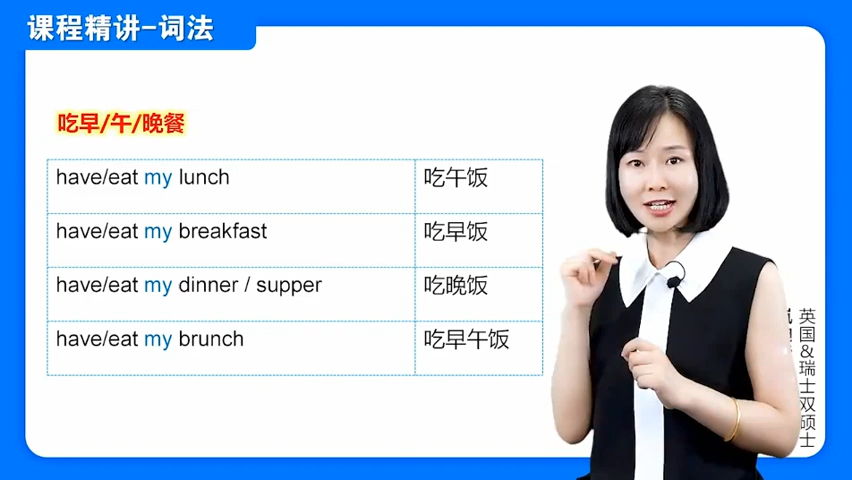 课程精讲-词法
吃早/午/晚餐
have/eat my lunch 吃午饭
have/eat my breakfast 吃早饭
have/eat my dinner / supper 吃晚饭
have/eat my brunch 吃早午饭
英国&瑞士双硕士